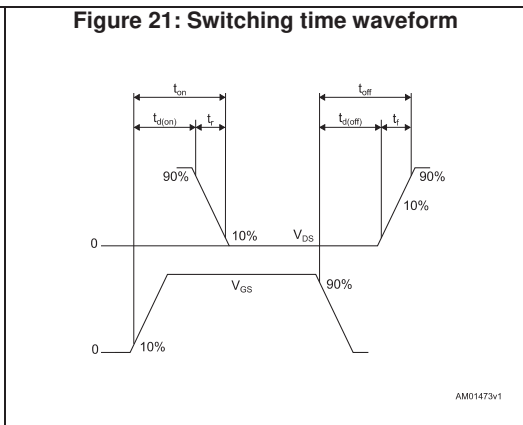 Figure 21: Switching time waveform
ton toff
td(on) tr td(off) tf
90% 90%
10%
0 10% VDS
VGS 90%
0 10%
AM01473v1